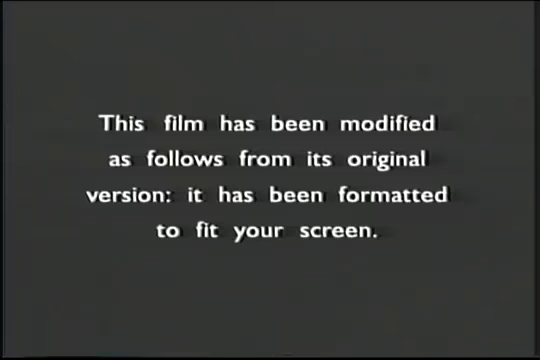 This film has been modified
as follows from its original
version: it has been formatted
to fit your screen.